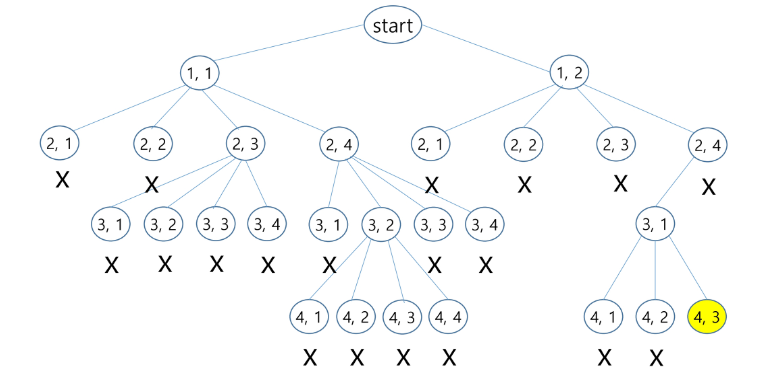 start
1, 1 1, 2
2, 1 2, 2 2, 3 2, 4 2, 1 2, 2 2, 3 2, 4
X X X X X X
3, 1 3, 2 3, 3 3, 4 3, 1 3, 2 3, 3 3, 4 3, 1
X X X X X X X
4, 1 4, 2 4, 3 4, 4 4, 1 4, 2 4, 3
X X X X X X